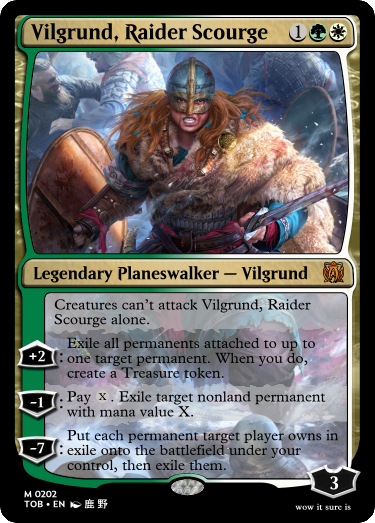 Vilgrund, Raider Scourge 1
Legendary Planeswalker — Vilgrund
Creatures can't attack Vilgrund, Raider
Scourge alone.
+2: Exile all permanents attached to up to
one target permanent. When you do,
create a Treasure token.
-1: Pay X. Exile target nonland permanent
with mana value X.
-7: Put each permanent target player owns in
exile onto the battlefield under your
control, then exile them.
3
M 0202
TOB • EN 鹿 野
wow it sure is